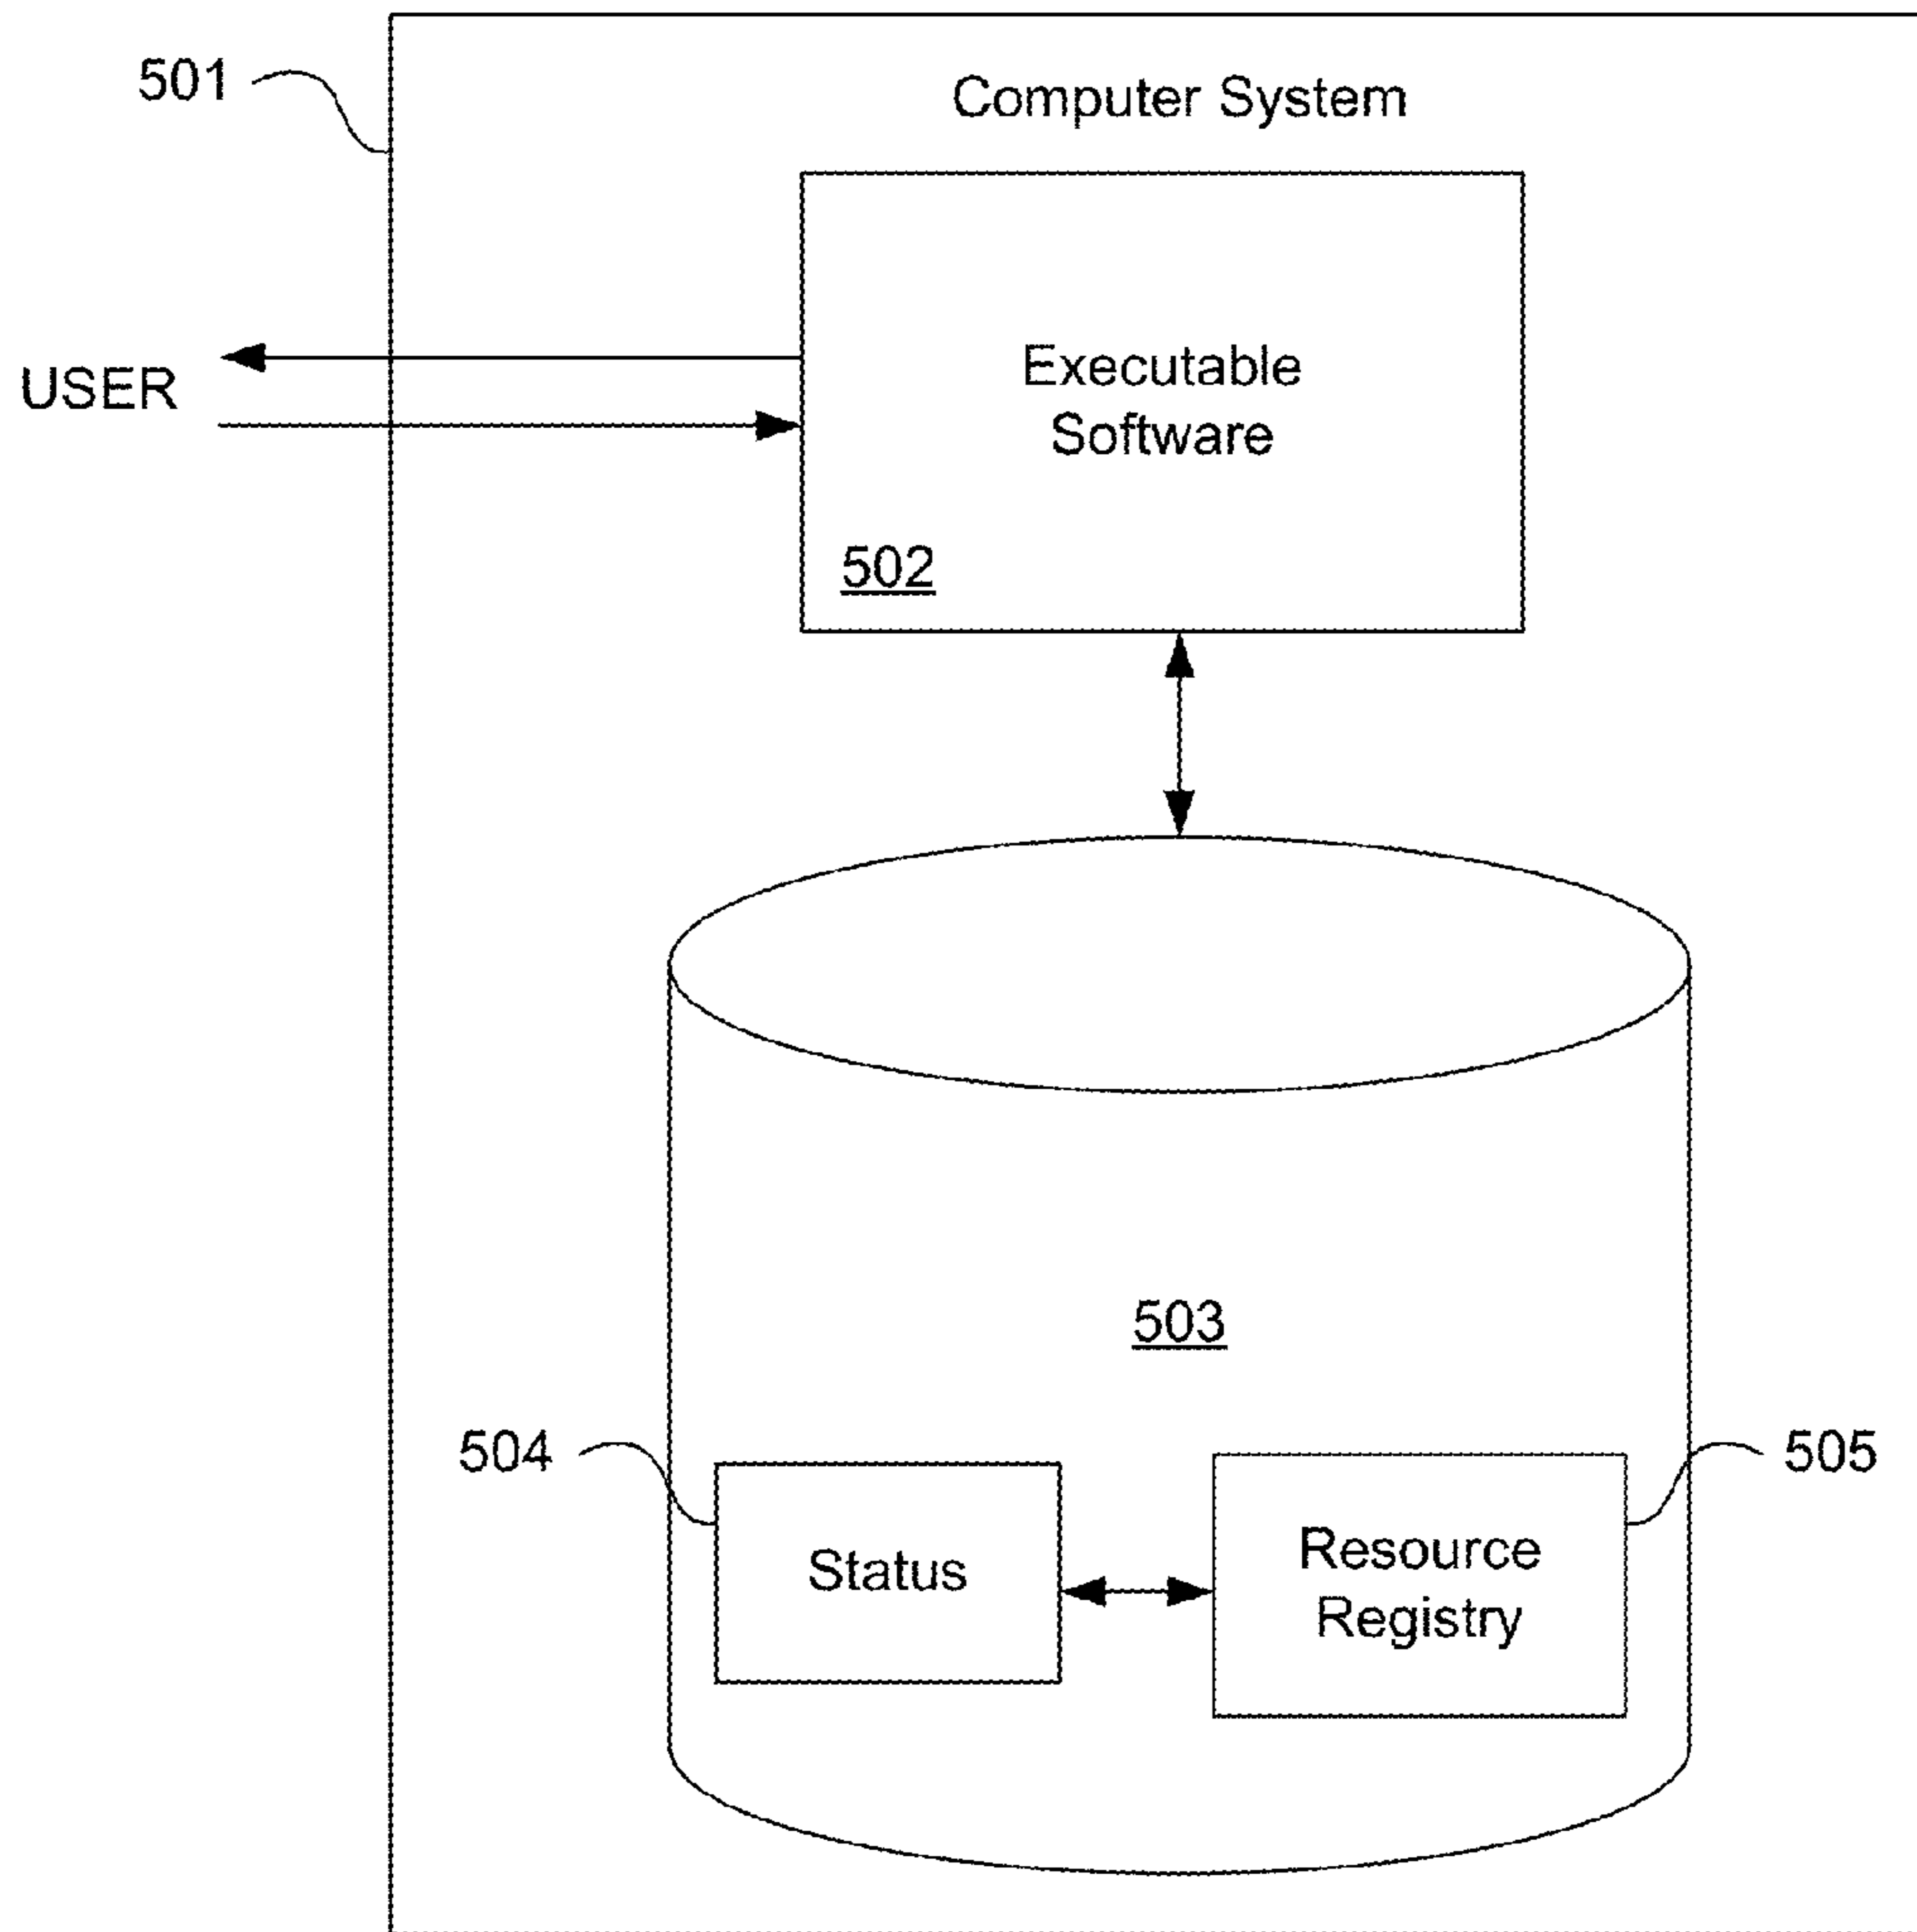 501
Computer System
USER
Executable
Software
502
503
504
505
Status
Resource
Registry